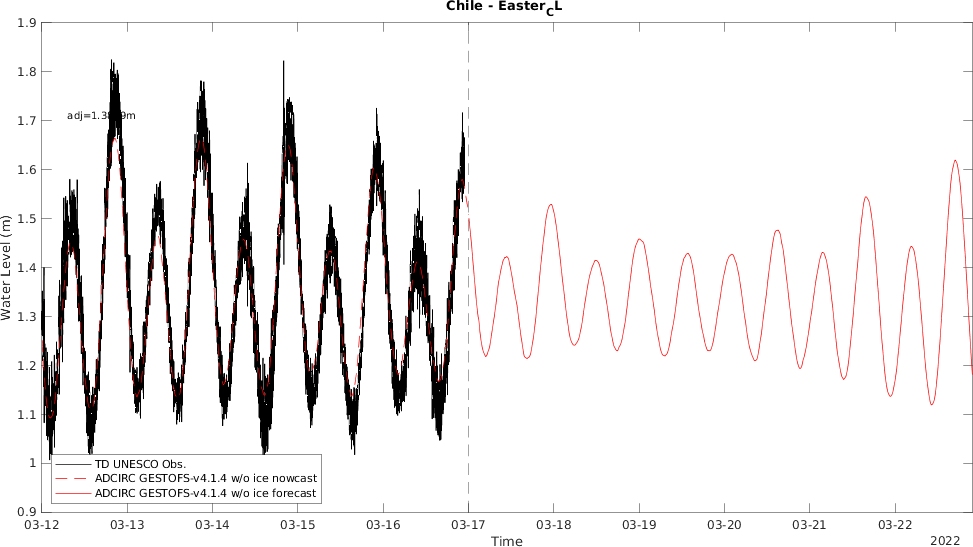 Chile - Easter_CL
1.9
1.8
1.7
1.6
1.5
1.4
1.3
1.2
1.1
1
0.9
Water Level (m)
TD UNESCO Obs.
ADCIRC GESTOFS-v4.1.4 w/o ice nowcast
ADCIRC GESTOFS-v4.1.4 w/o ice forecast
03-12 03-13 03-14 03-15 03-16 03-17 03-18 03-19 03-20 03-21 03-22
Time
2022